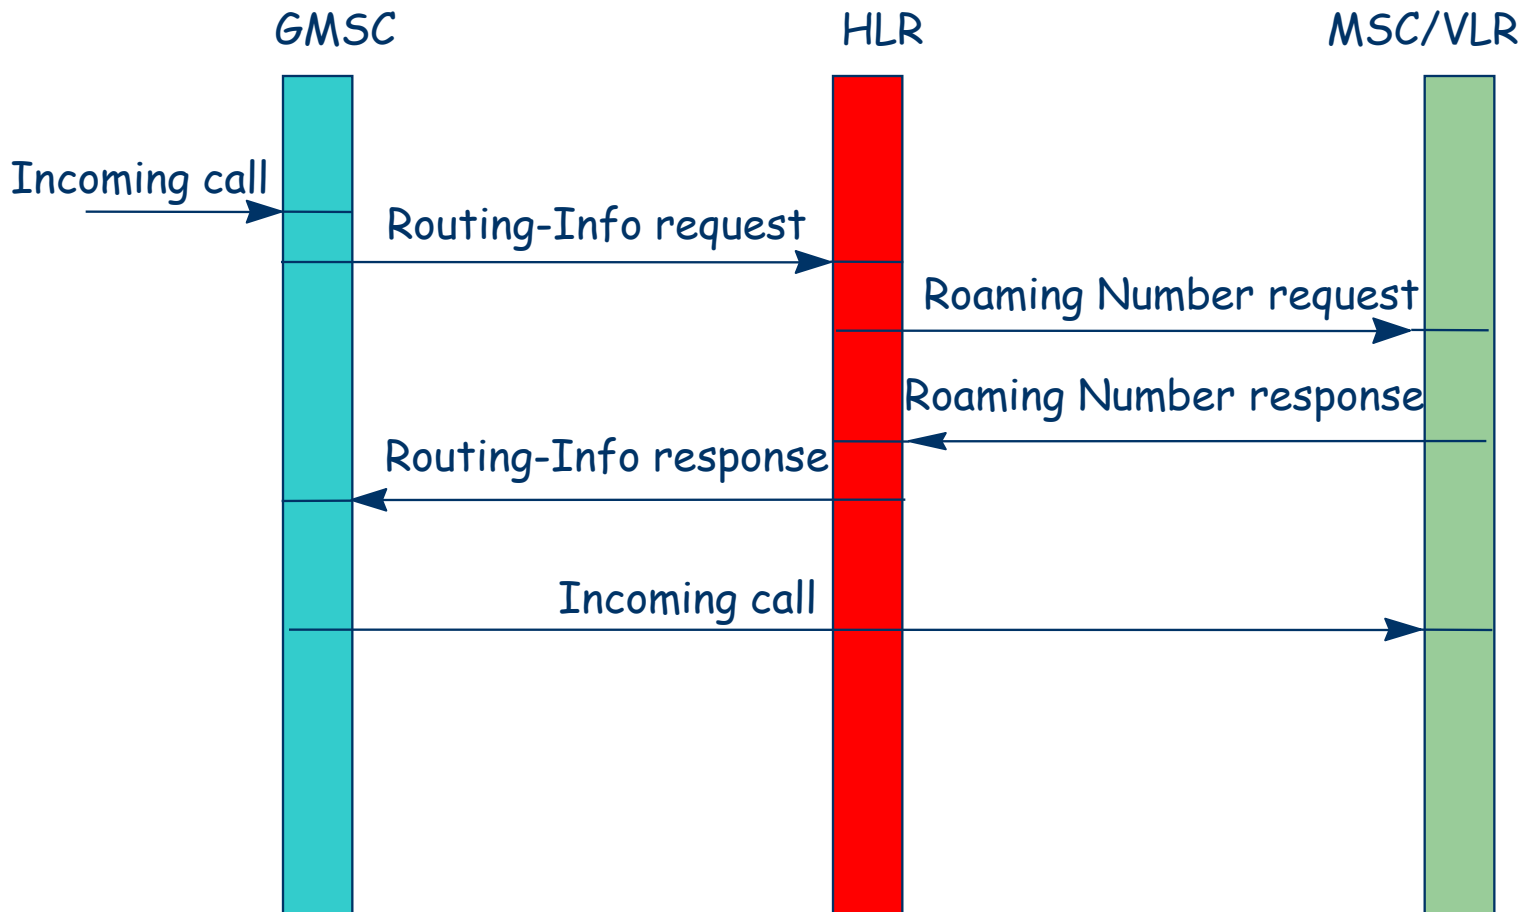 GMSC
HLR
MSC/VLR
Incoming call
Routing-Info request
Roaming Number request
Roaming Number response
Routing-Info response
Incoming call